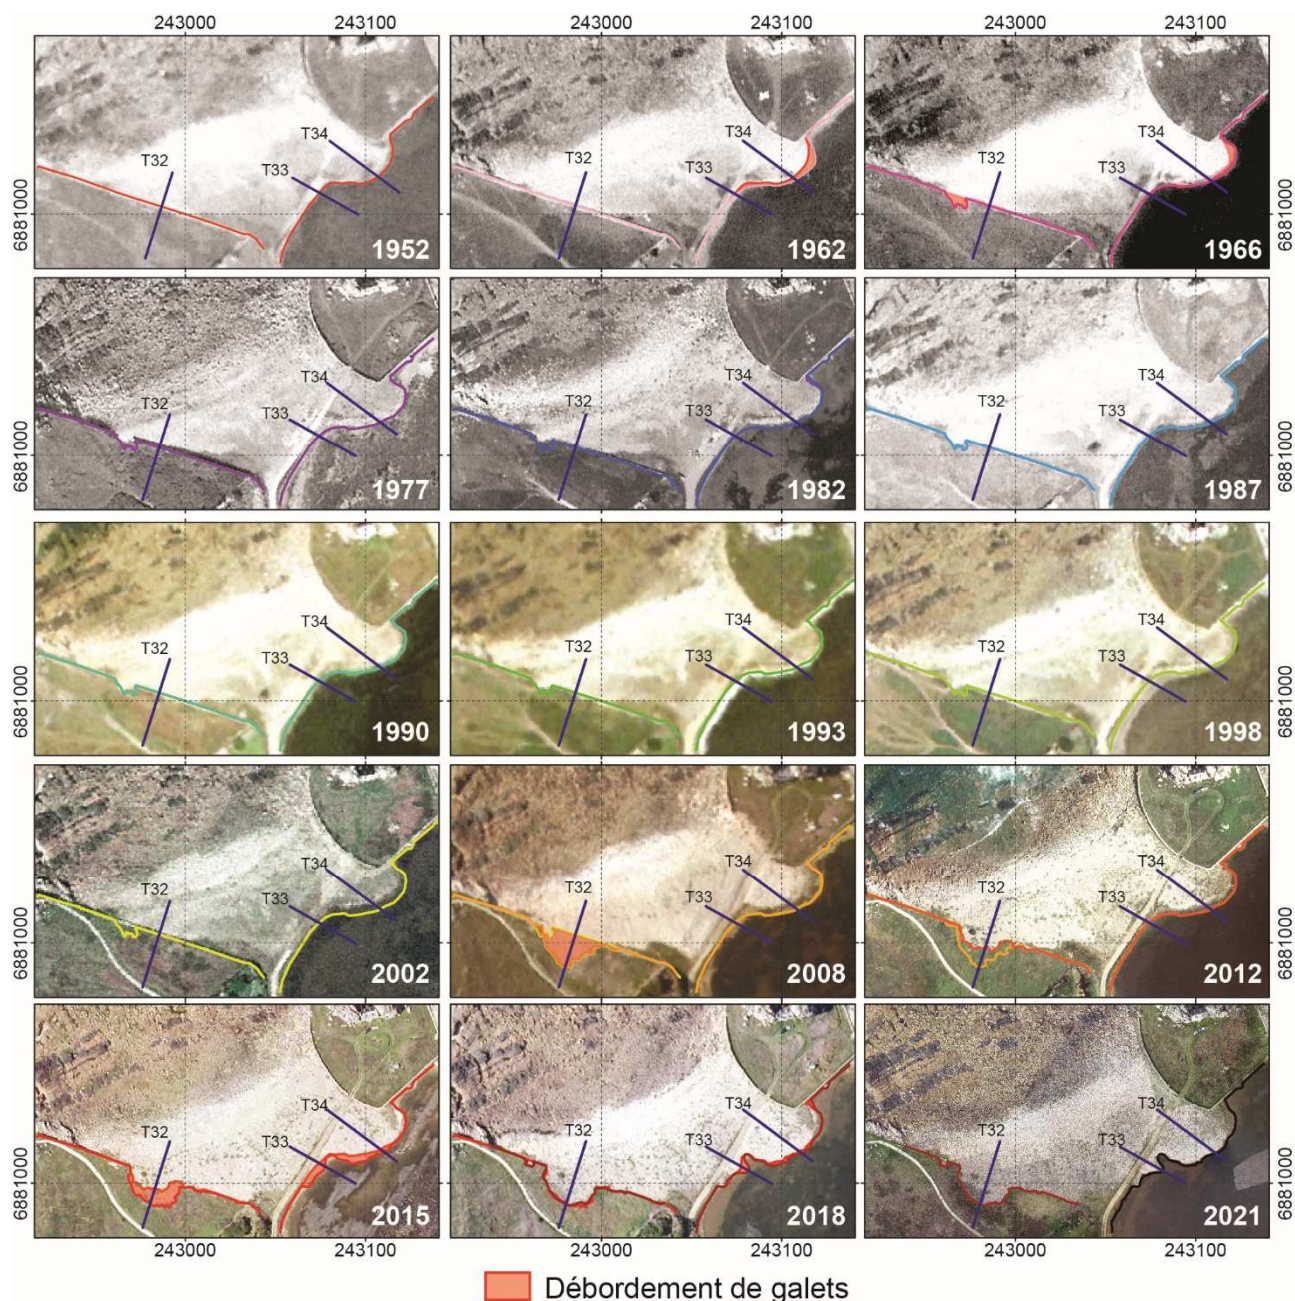 243000 243100 243000 243100 243000 243100
6881000 T32 T33 T34 1952
T32 T33 T34 1962
T32 T33 T34 1966 6881000
6881000 T32 T33 T34 1977
T32 T33 T34 1982
T32 T33 T34 1987 6881000
6881000 T32 T33 T34 1990
T32 T33 T34 1993
T32 T33 T34 1998 6881000
6881000 T32 T33 T34 2002
T32 T33 T34 2008
T32 T33 T34 2012 6881000
6881000 T32 T33 T34 2015
T32 T33 T34 2018
T32 T33 T34 2021 6881000
243000 243100 243000 243100 243000 243100
Débordement de galets